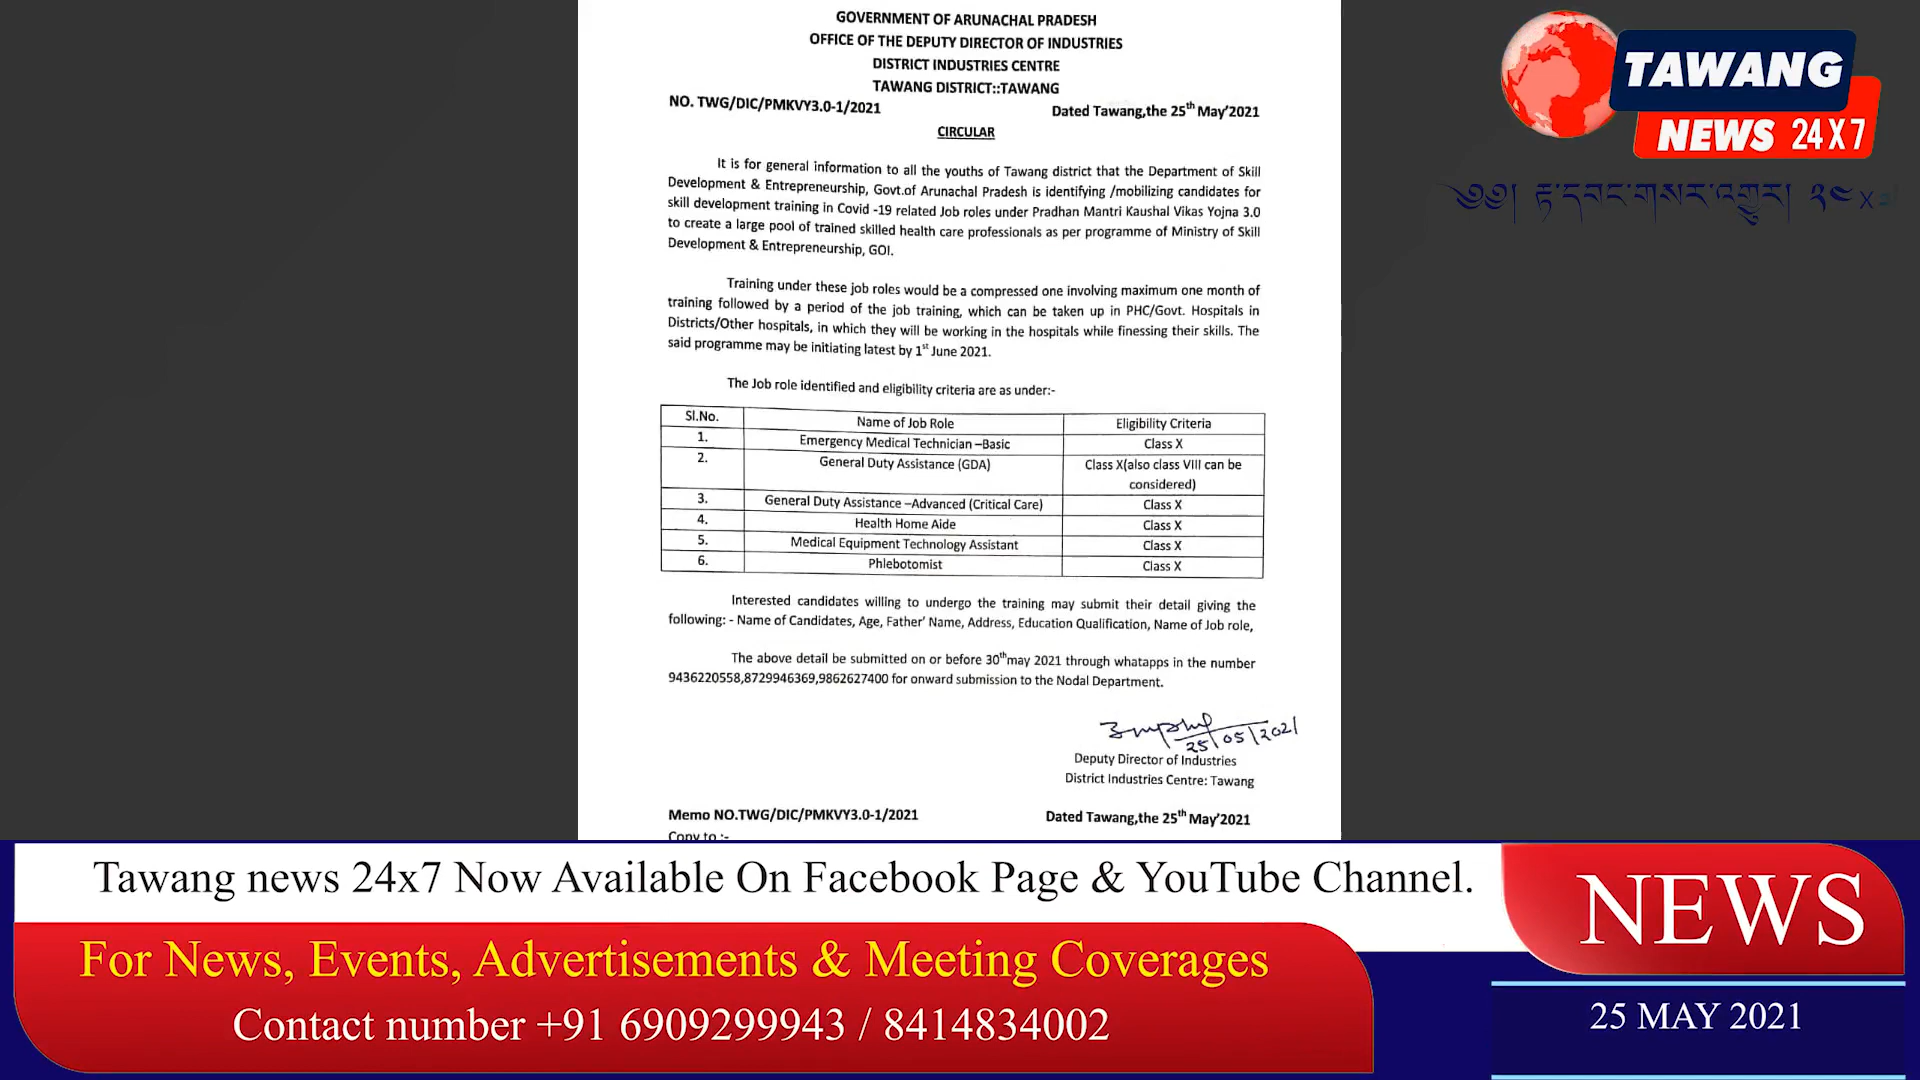 GOVERNMENT OF ARUNACHAL PRADESH
OFFICE OF THE DEPUTY DIRECTOR OF INDUSTRIES
DISTRICT INDUSTRIES CENTRE
TAWANG DISTRICT::TAWANG
NO. TWG/DIC/PMKVY3.0-1/2021 Dated Tawang,the 25th May'2021
CIRCULAR
It is for general information to all the youths of Tawang district that the Department of Skill
Development & Entrepreneurship, Govt.of Arunachal Pradesh is identifying /mobilizing candidates for
skill development training in Covid -19 related Job roles under Pradhan Mantri Kaushal Vikas Yojna 3.0
to create a large pool of trained skilled health care professionals as per programme of Ministry of Skill
Development & Entrepreneurship, GOI.
Training under these job roles would be a compressed one involving maximum one month of
training followed by a period of the job training, which can be taken up in PHC/Govt. Hospitals in
Districts/Other hospitals, in which they will be working in the hospitals while finessing their skills. The
said programme may be initiating latest by 1st June 2021.
The Job role identified and eligibility criteria are as under:-
Sl.No. Name of Job Role Eligibility Criteria
1. Emergency Medical Technician –Basic Class X
2. General Duty Assistance (GDA) Class X(also class VIII can be
considered)
3. General Duty Assistance –Advanced (Critical Care) Class X
4. Health Home Aide Class X
5. Medical Equipment Technology Assistant Class X
6. Phlebotomist Class X
Interested candidates willing to undergo the training may submit their detail giving the
following: - Name of Candidates, Age, Father' Name, Address, Education Qualification, Name of Job role,
The above detail be submitted on or before 30thmay 2021 through whatapps in the number
9436220558,8729946369,9862627400 for onward submission to the Nodal Department.
25/05/2021
Deputy Director of Industries
District Industries Centre: Tawang
Memo NO.TWG/DIC/PMKVY3.0-1/2021 Dated Tawang,the 25th May'2021
Copy to :-
TAWANG
NEWS 24X7
༄༅། རྟ་དབང་གསར་འགྱུར། ༢༤x
Tawang news 24x7 Now Available On Facebook Page & YouTube Channel.
For News, Events, Advertisements & Meeting Coverages
Contact number +91 6909299943 / 8414834002
NEWS
25 MAY 2021